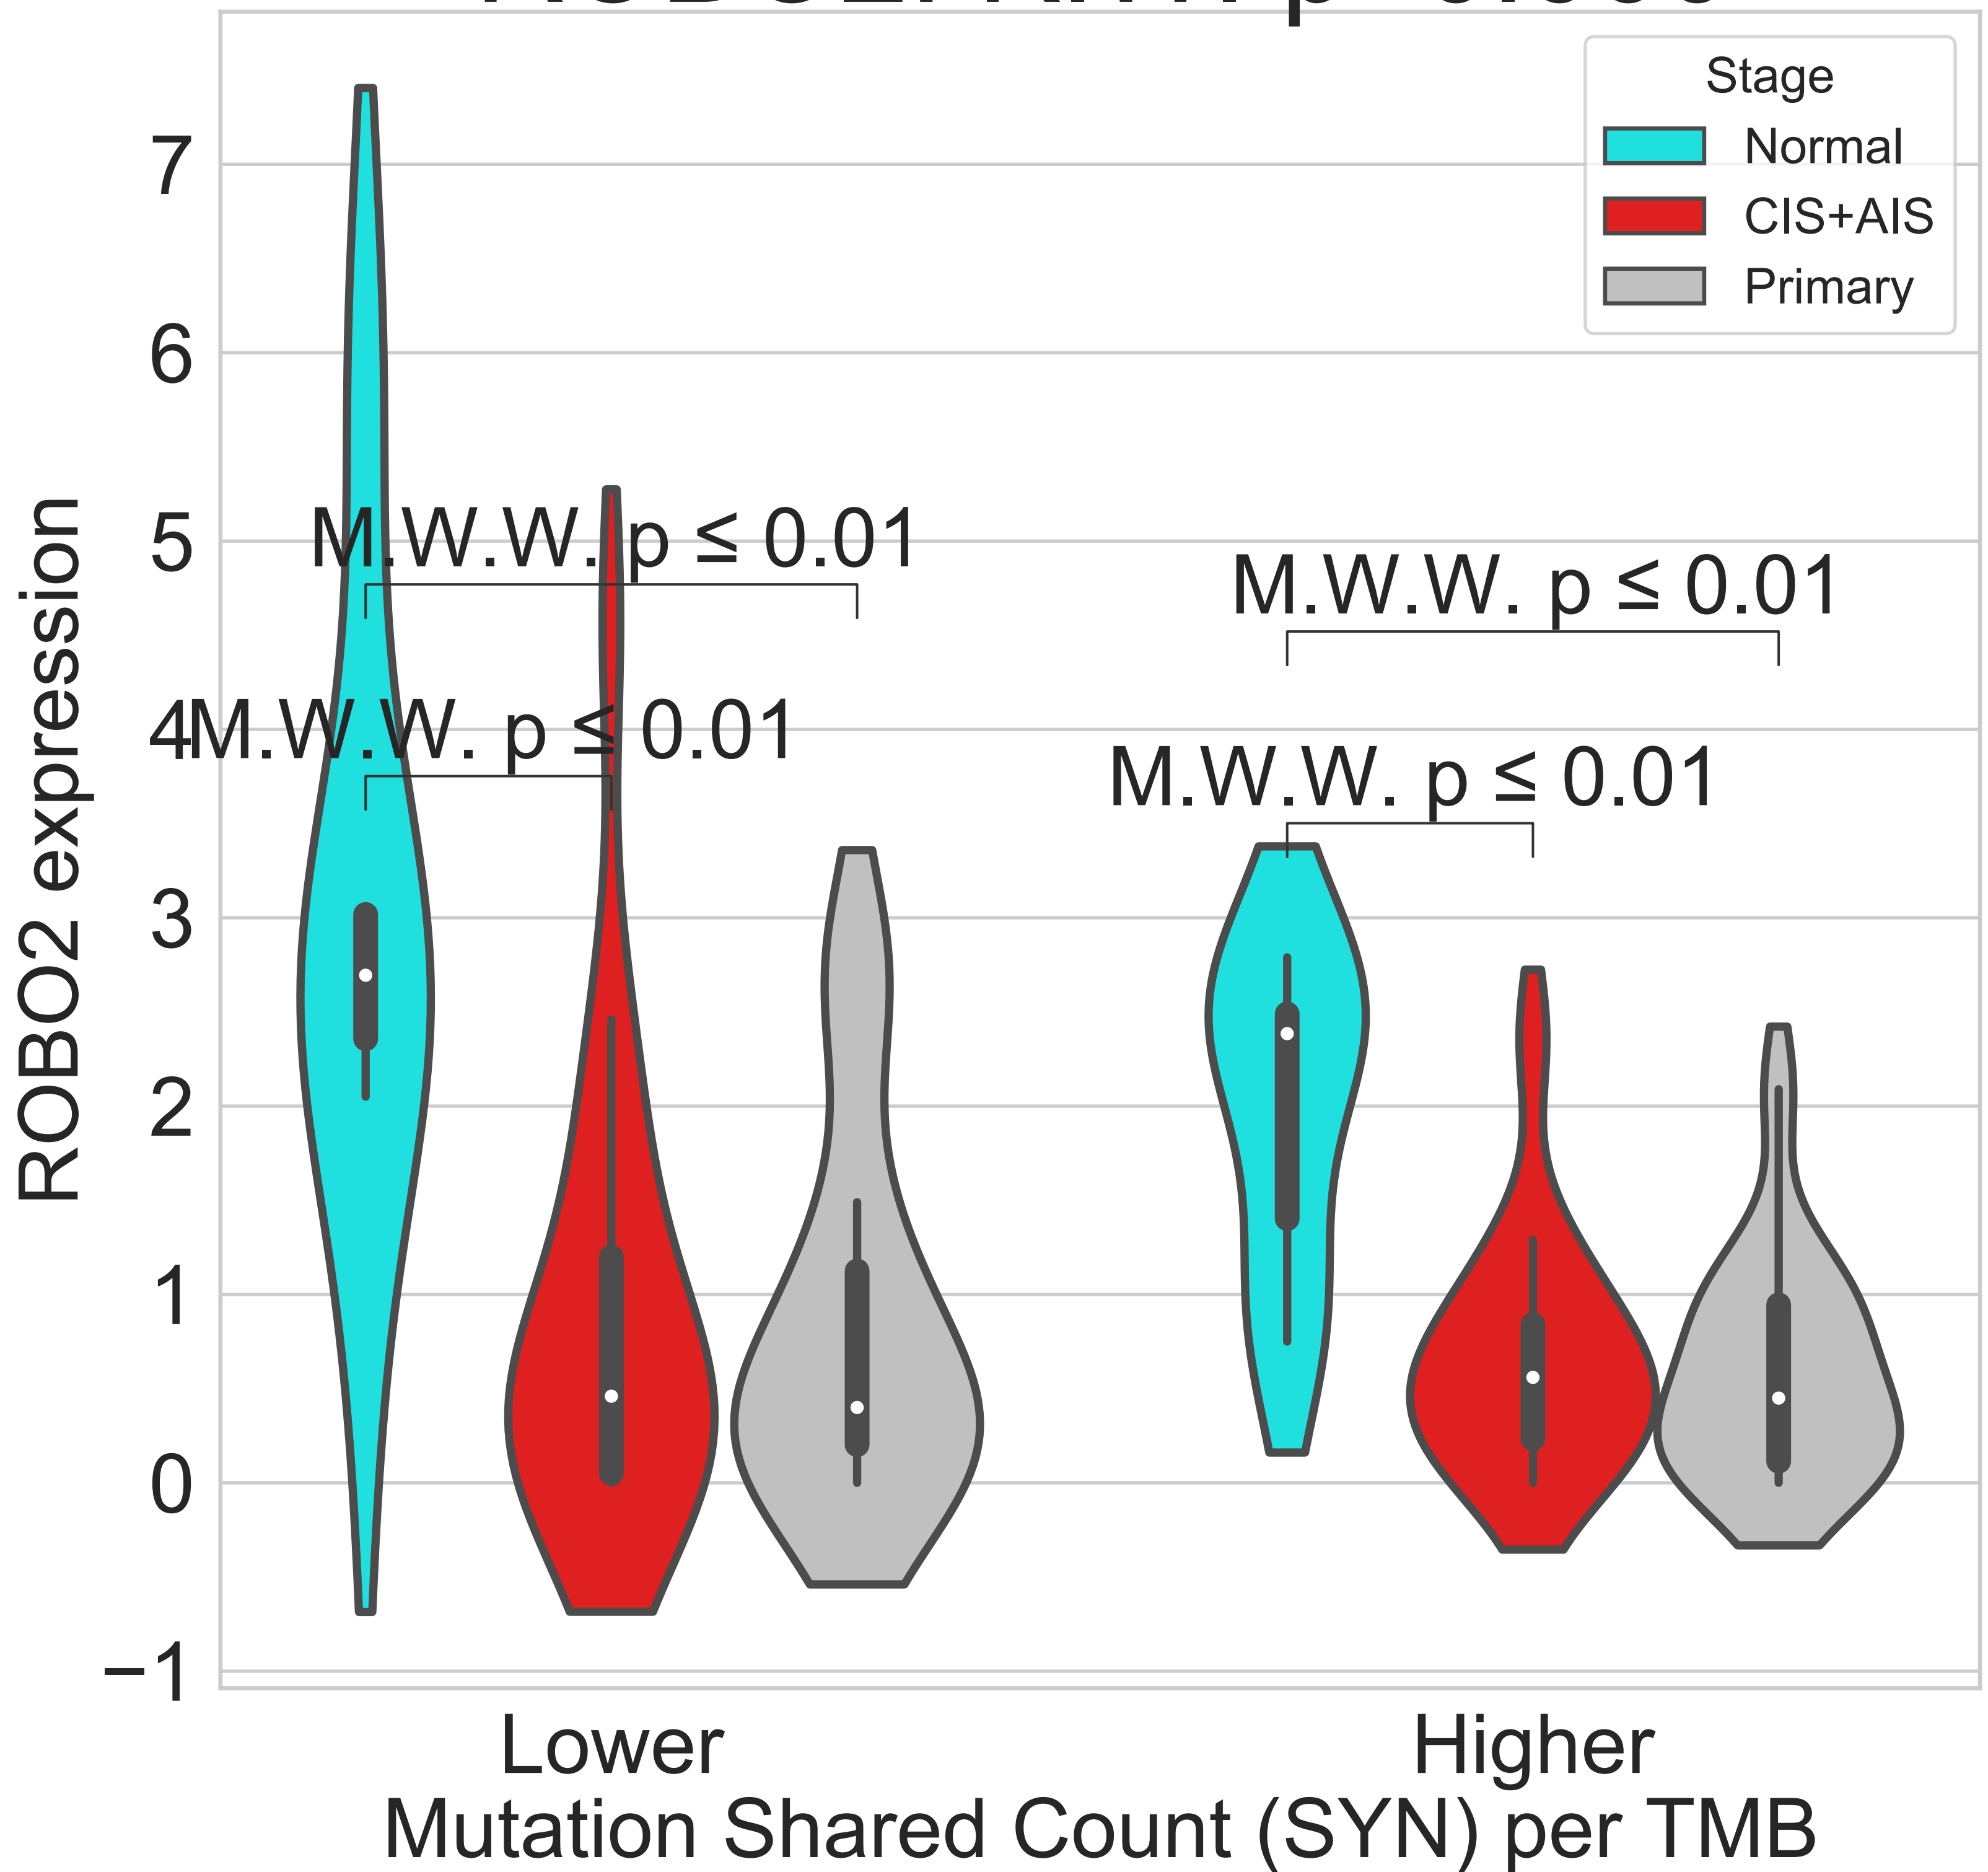 Stage
Normal
CIS+AIS
Primary
7
6
5
4
3
2
1
0
−1
ROBO2 expression
M.W.W. p ≤ 0.01
M.W.W. p ≤ 0.01
M.W.W. p ≤ 0.01
M.W.W. p ≤ 0.01
Lower
Higher
Mutation Shared Count (SYN) per TMB